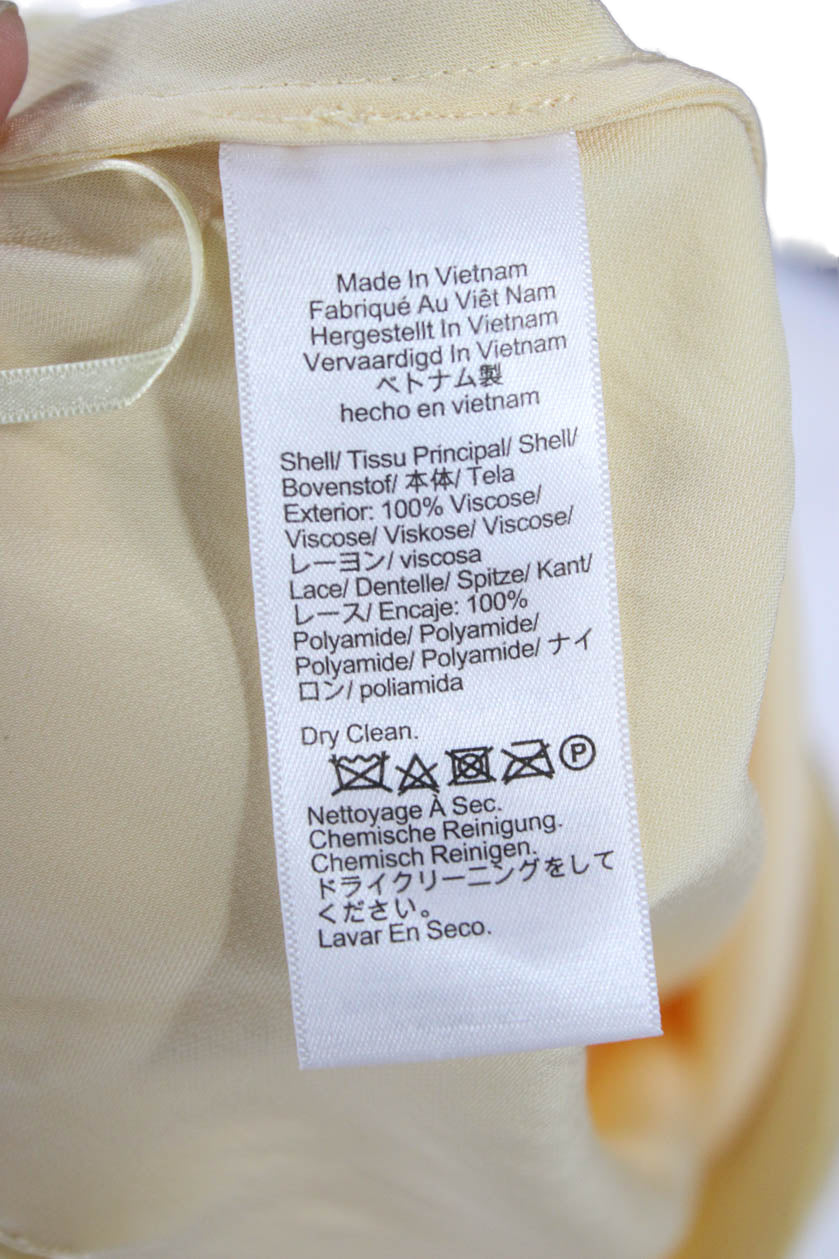 Made In Vietnam
Fabriqué Au Viêt Nam
Hergestellt In Vietnam
Vervaardigd In Vietnam
ベトナム製
hecho en vietnam
Shell/ Tissu Principal/ Shell/
Bovenstof/ 本体/ Tela
Exterior: 100% Viscose/
Viscose/ Viskose/ Viscose/
レーヨン/ viscosa
Lace/ Dentelle/ Spitze/ Kant/
レース/ Encaje: 100%
Polyamide/ Polyamide/
Polyamide/ Polyamide/ ナイ
ロン/ poliamida
Dry Clean.
P
Nettoyage À Sec.
Chemische Reinigung.
Chemisch Reinigen.
ドライクリーニングをして
ください。
Lavar En Seco.